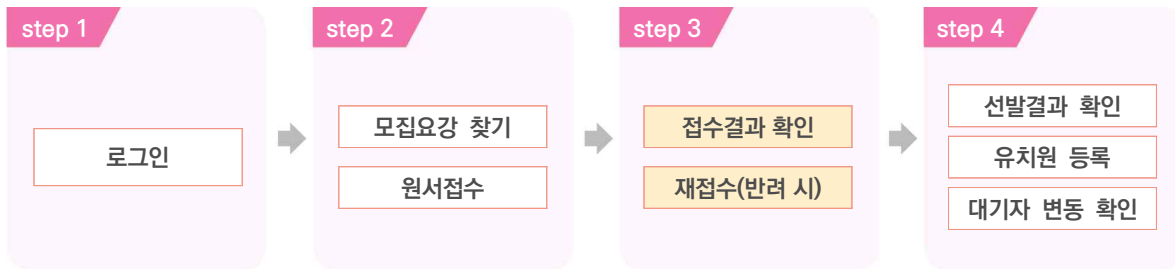 step 1
로그인
step 2
모집요강 찾기
원서접수
step 3
접수결과 확인
재접수(반려 시)
step 4
선발결과 확인
유치원 등록
대기자 변동 확인